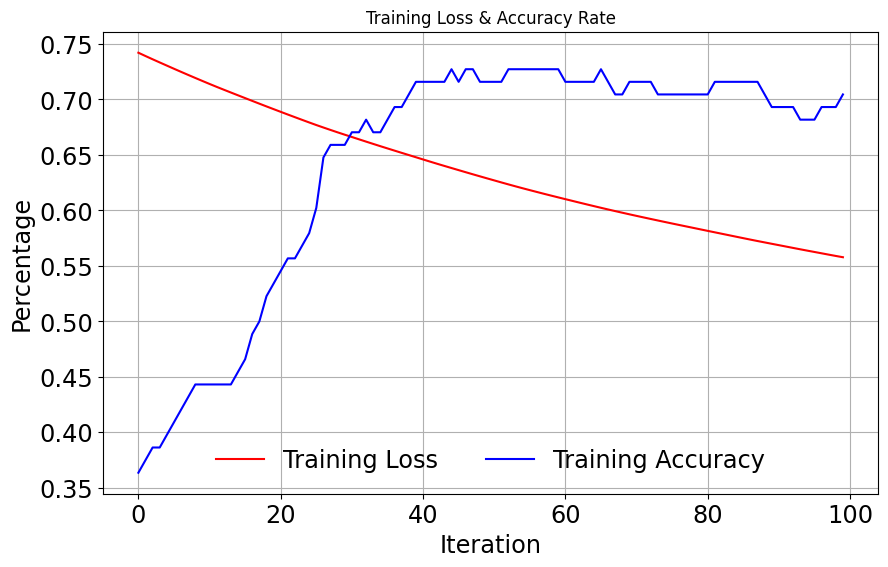 Training Loss & Accuracy Rate
0.75
0.70
0.65
0.60
0.55
0.50
0.45
0.40
0.35
Percentage
Training Loss
Training Accuracy
0 20 40 60 80 100
Iteration